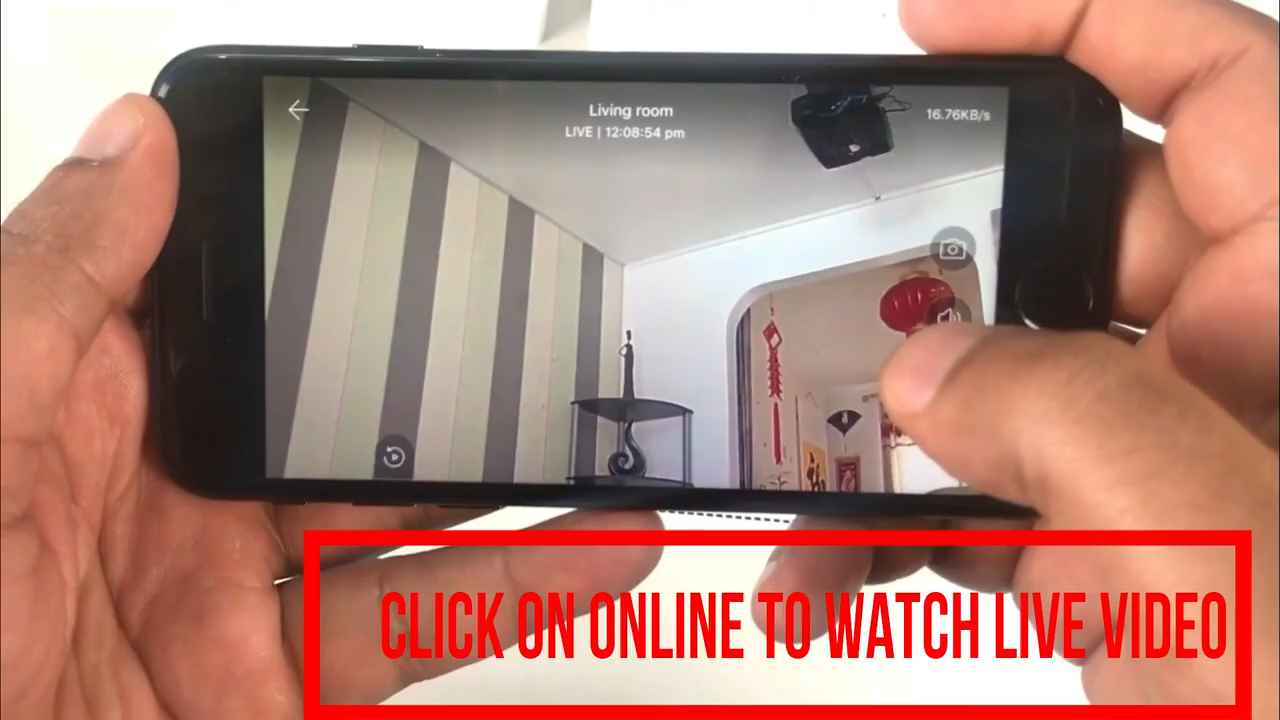 Living room
LIVE | 12:08:54 pm
16.76KB/s
CLICK ON ONLINE TO WATCH LIVE VIDEO